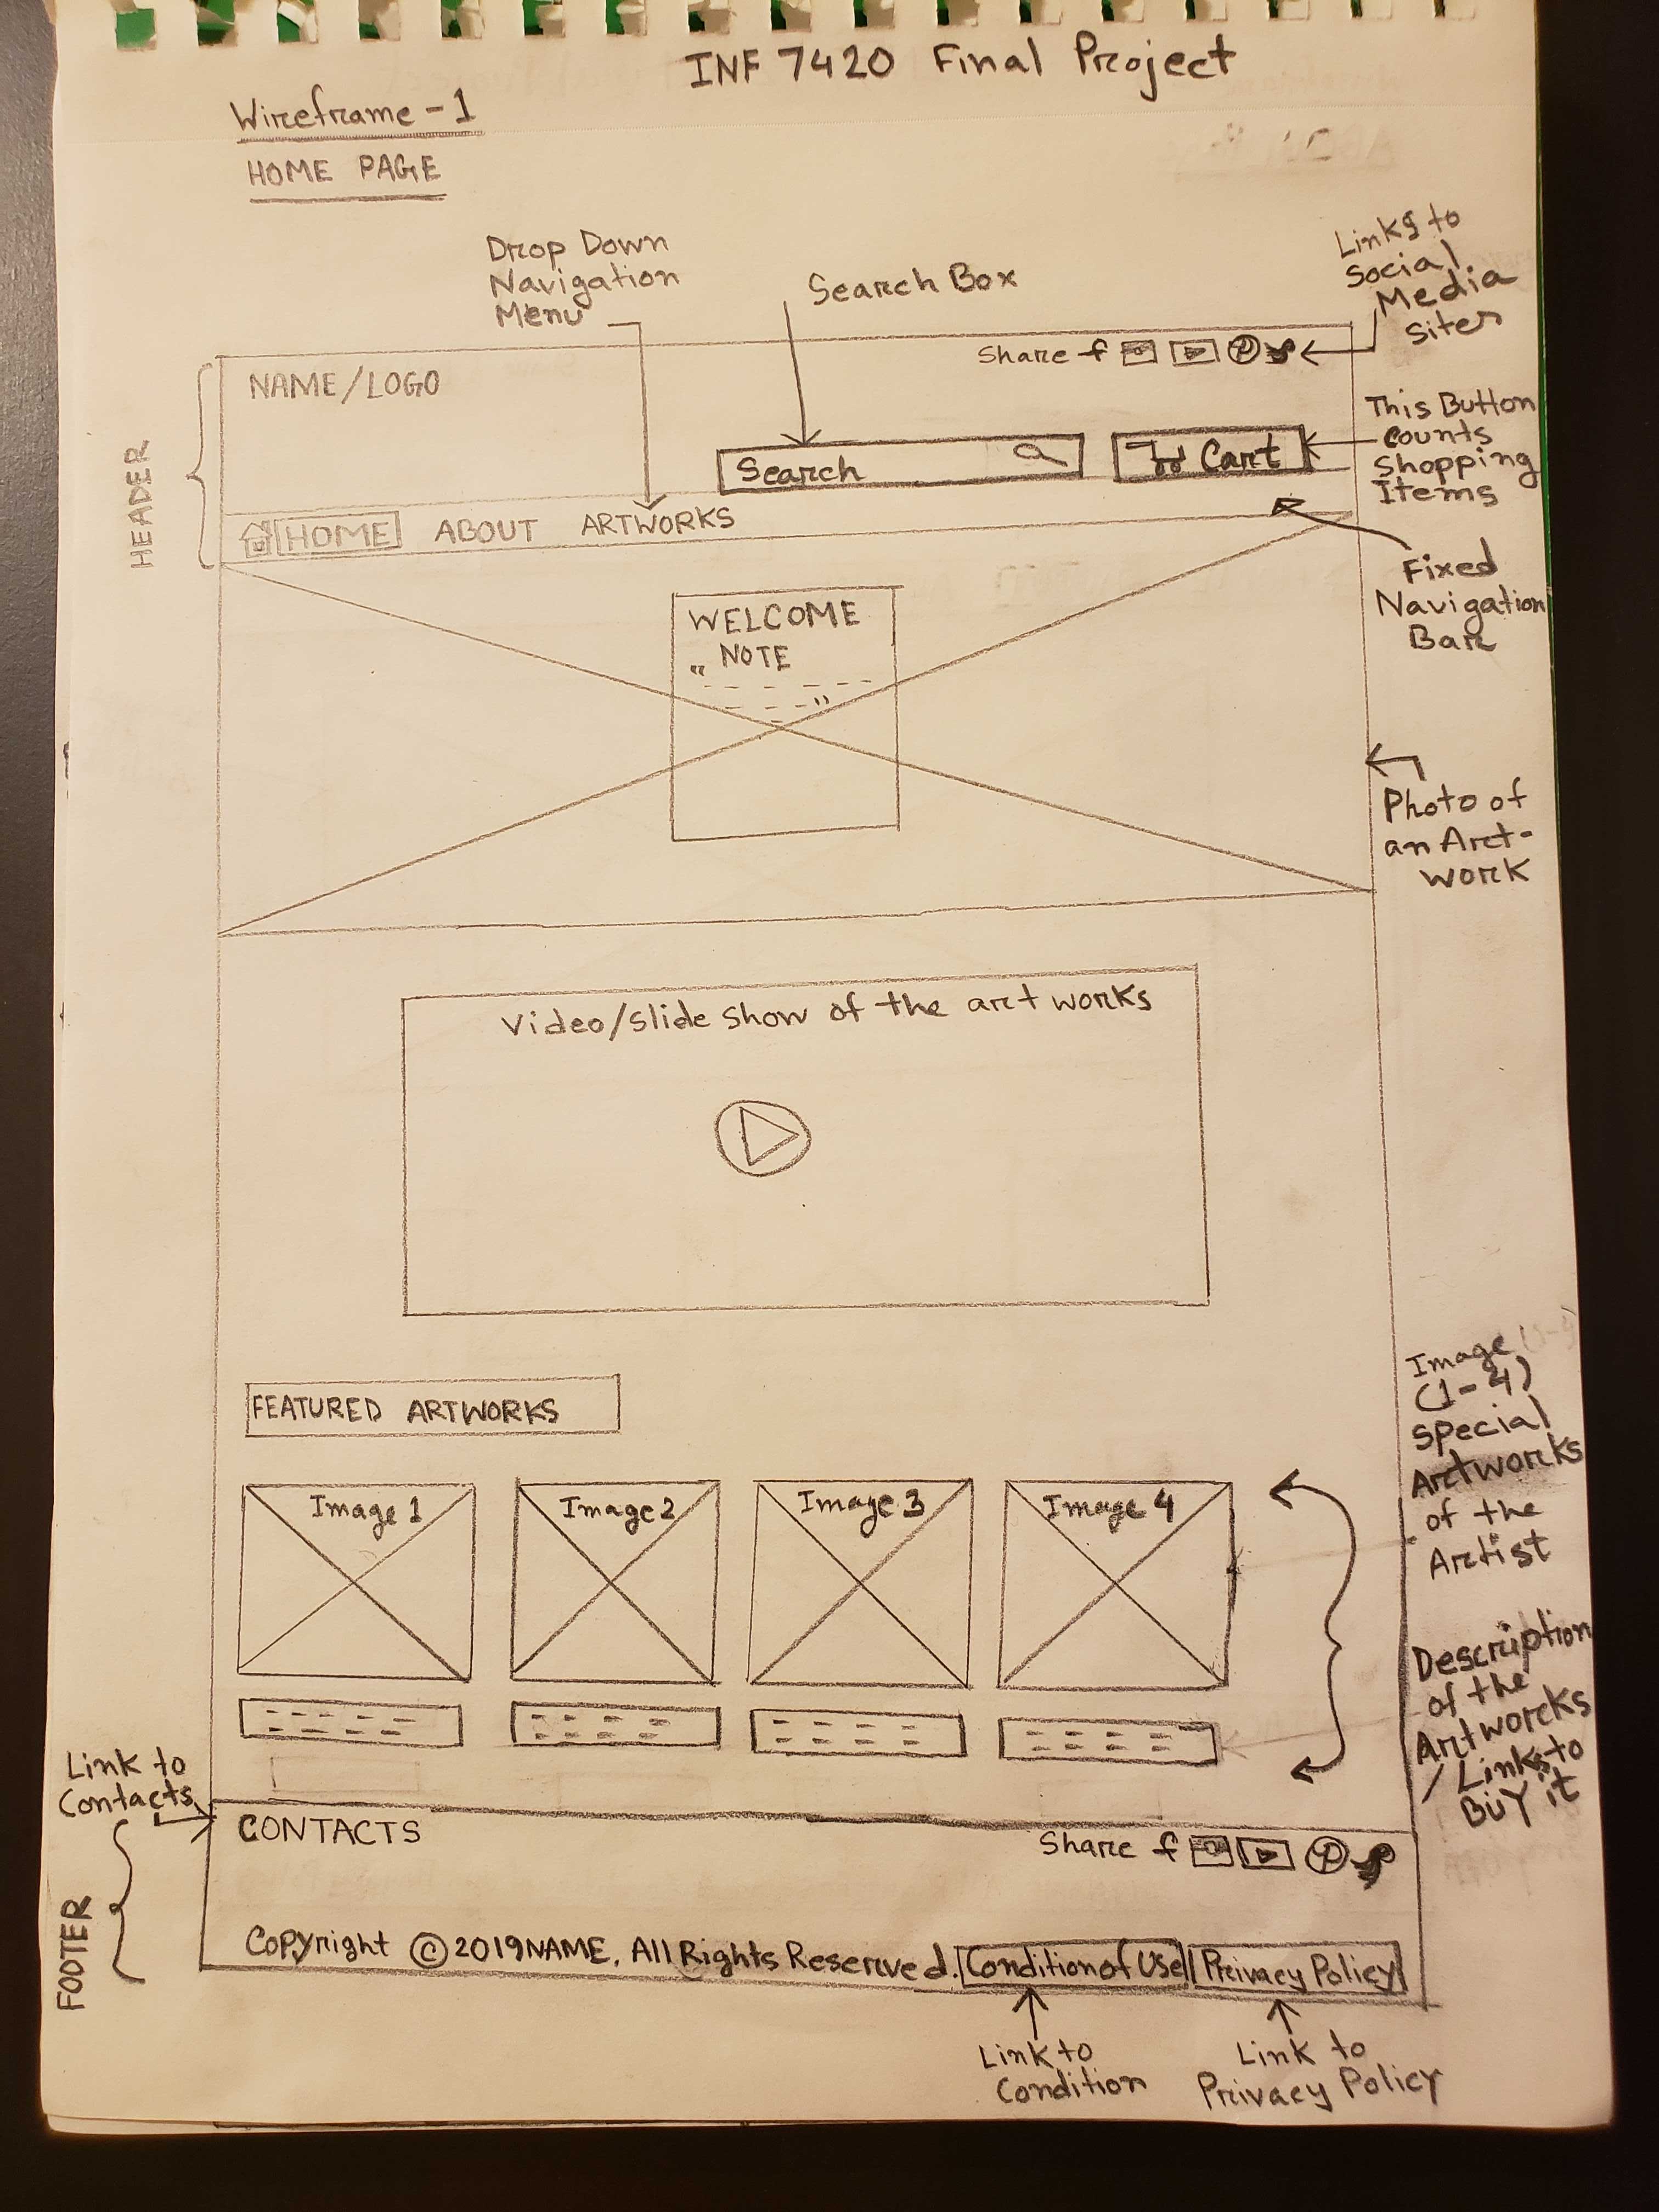 INF 7420 Final Project
Wireframe-1
HOME PAGE
Drop Down
Navigation
Menu
Search Box
Links to
Social
Media
Sites
NAME/LOGO
Share
This Button
Counts
Shopping
Items
Search
Cart
HEADER
HOME ABOUT ARTWORKS
Fixed
Navigation
Bar
WELCOME
" NOTE
"
Photo of
an Art-
work
Video/slide show of the art works
FEATURED ARTWORKS
Image
(1-4)
special
Artworks
of the
Artist
Image 1
Image 2
Image 3
Image 4
Description
of the
Artworks
/ Links to
BUY it
Link to
Contacts
CONTACTS
Share
FOOTER
Copyright © 2019 NAME. All Rights Reserved. | Condition of Use | Privacy Policy
Link to
Condition
Link to
Privacy Policy